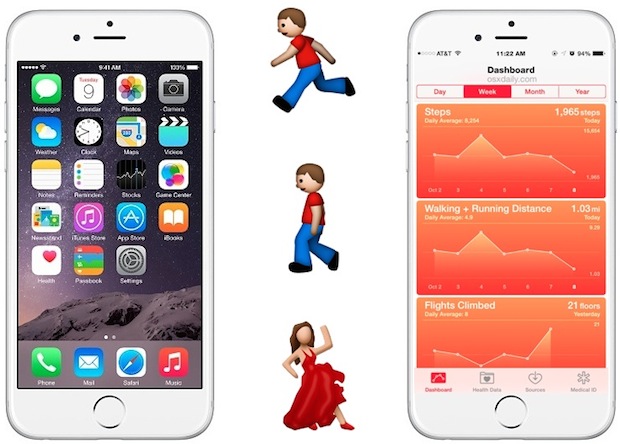 9:41 AM
100%
Tuesday
9
Messages
Calendar
Photos
Camera
Weather
Clock
Maps
Videos
Notes
Reminders
Stocks
Game Center
Newsstand
iTunes Store
App Store
iBooks
Health
Passbook
Settings
Phone
Mail
Safari
Music
AT&T
11:22 AM
94%
Dashboard
osxdaily.com
Day
Week
Month
Year
Steps
1,965 steps
Daily Average: 8,254
Today
1,965
Oct 2
3
4
5
6
7
8
Walking + Running Distance
1.03 mi
Daily Average: 4.9
Today
9.29
1.03
Oct 2
3
4
5
6
7
8
Flights Climbed
21 floors
Daily Average: 8
Yesterday
21
Dashboard
Health Data
Sources
Medical ID